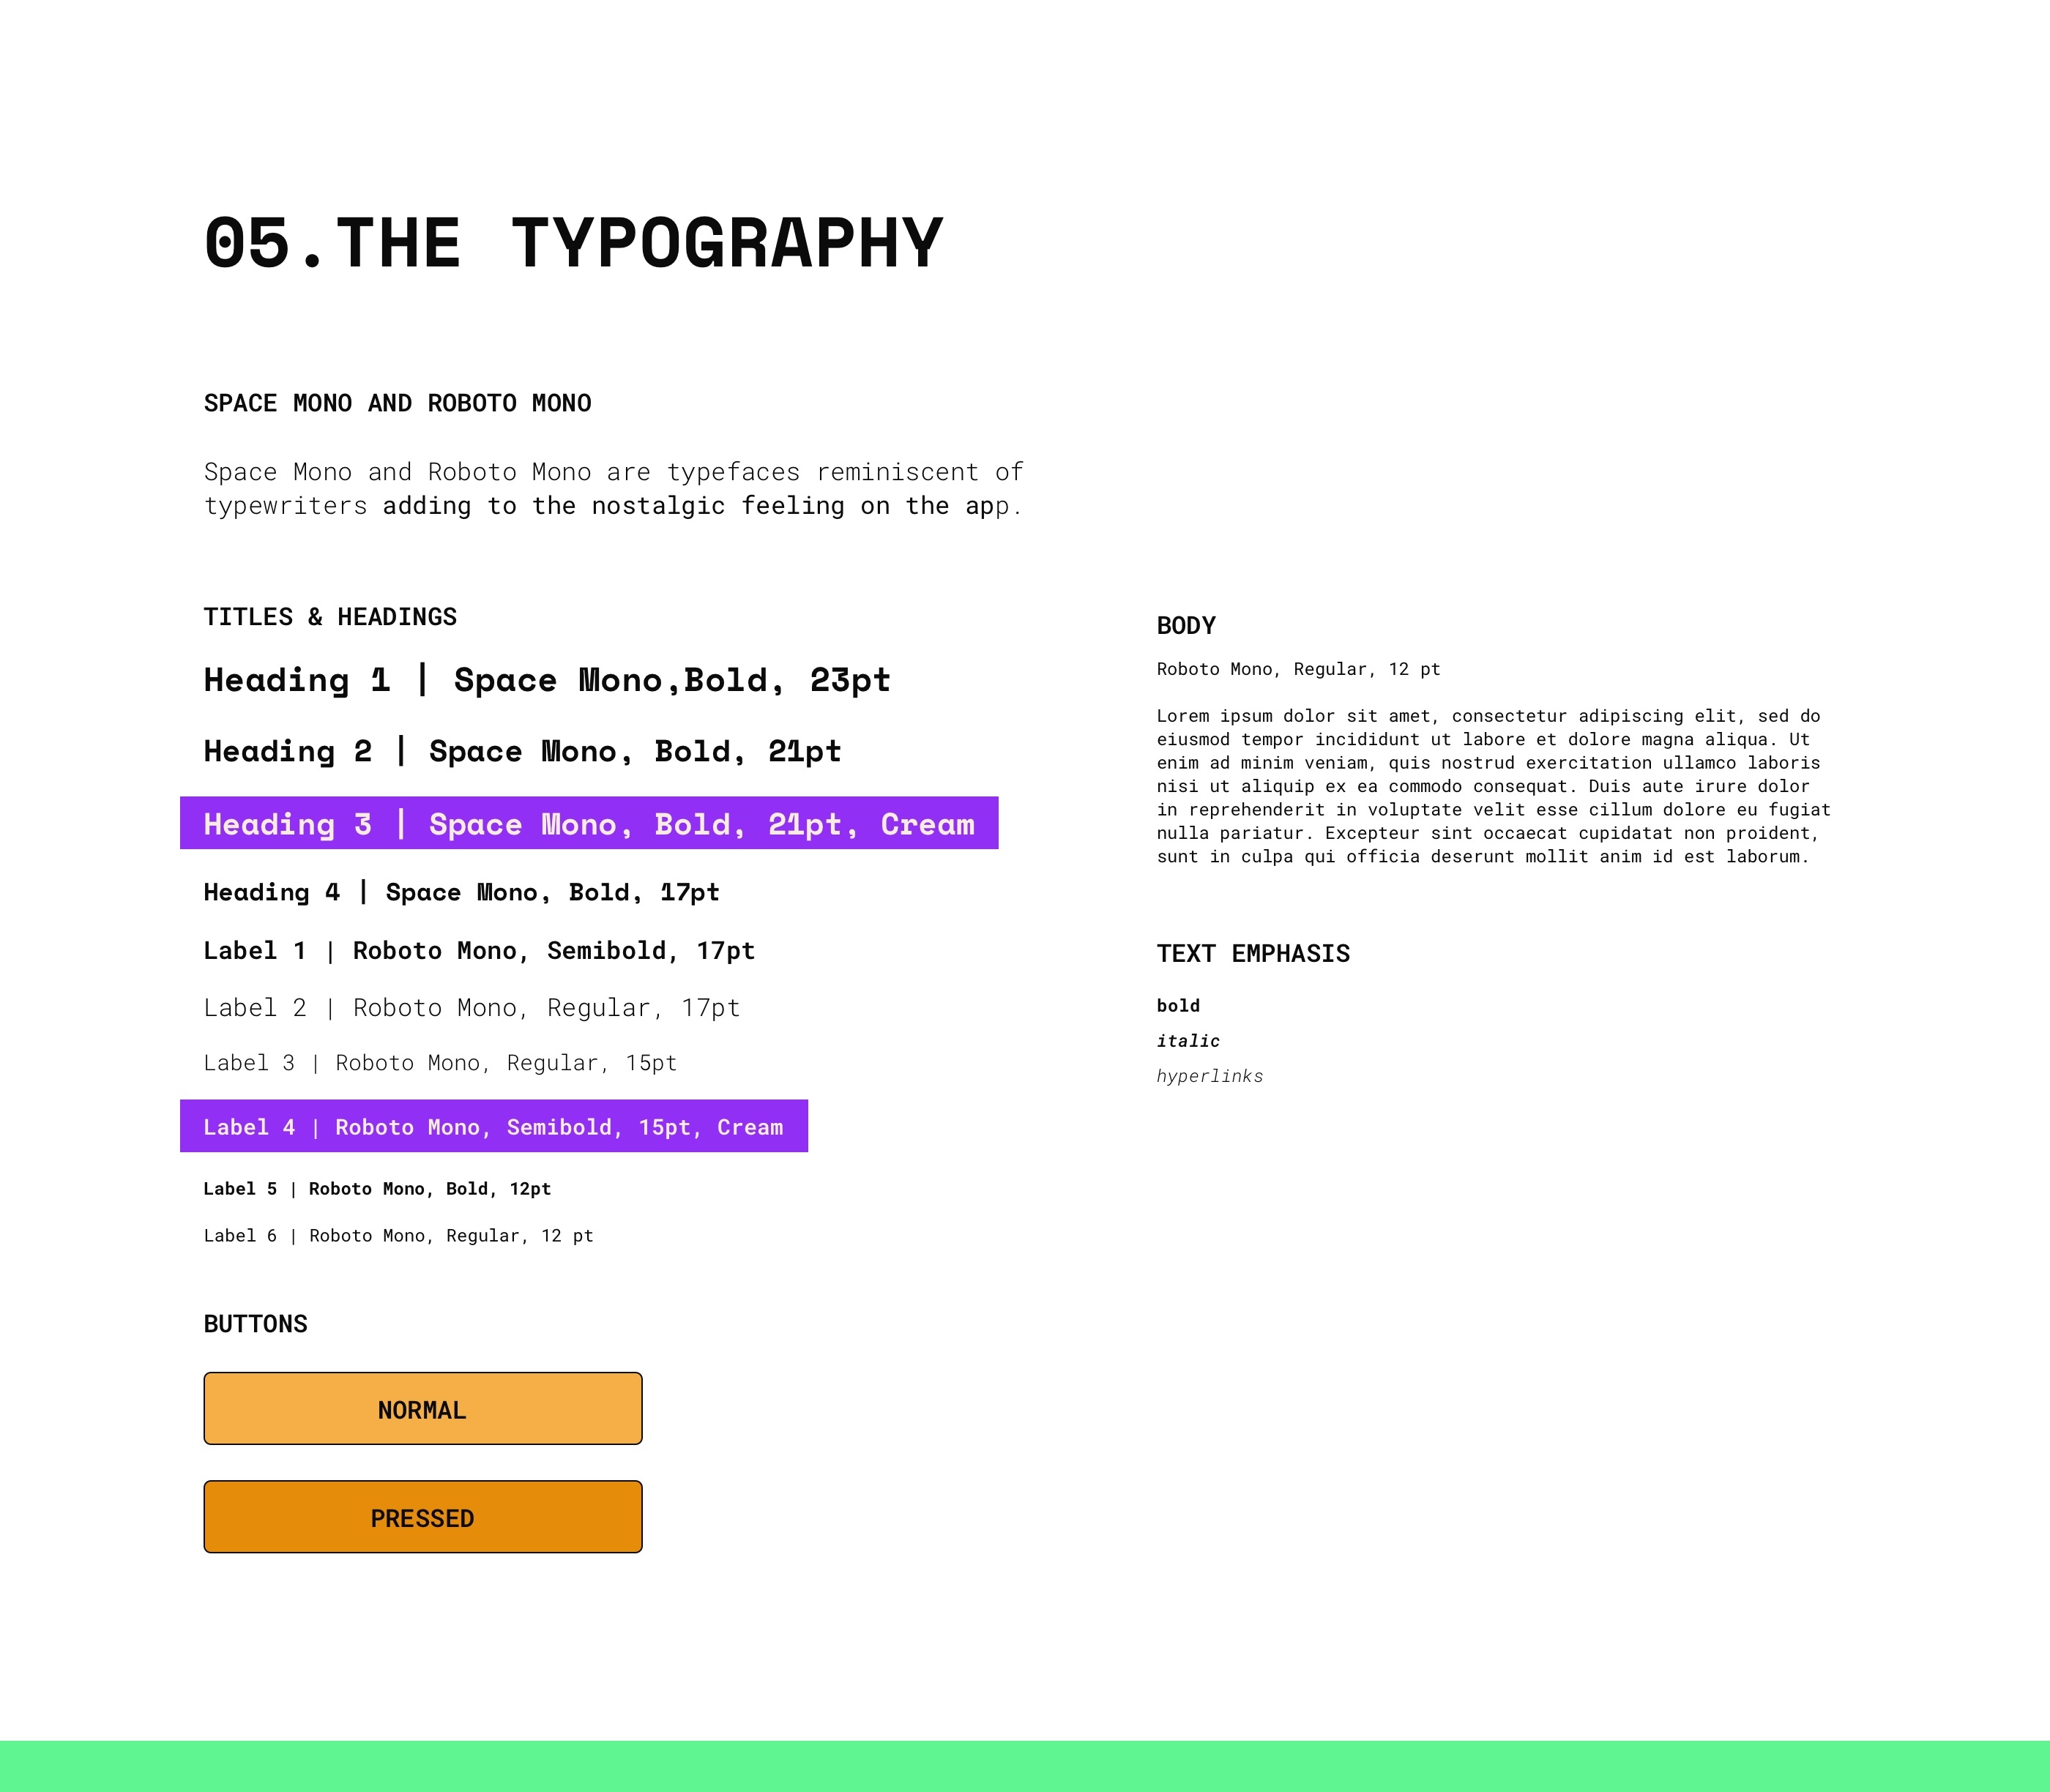 05.THE TYPOGRAPHY
SPACE MONO AND ROBOTO MONO
Space Mono and Roboto Mono are typefaces reminiscent of
typewriters adding to the nostalgic feeling on the app.
TITLES & HEADINGS
Heading 1 | Space Mono,Bold, 23pt
Heading 2 | Space Mono, Bold, 21pt
Heading 3 | Space Mono, Bold, 21pt, Cream
Heading 4 | Space Mono, Bold, 17pt
Label 1 | Roboto Mono, Semibold, 17pt
Label 2 | Roboto Mono, Regular, 17pt
Label 3 | Roboto Mono, Regular, 15pt
Label 4 | Roboto Mono, Semibold, 15pt, Cream
Label 5 | Roboto Mono, Bold, 12pt
Label 6 | Roboto Mono, Regular, 12 pt
BUTTONS
NORMAL
PRESSED
BODY
Roboto Mono, Regular, 12 pt
Lorem ipsum dolor sit amet, consectetur adipiscing elit, sed do
eiusmod tempor incididunt ut labore et dolore magna aliqua. Ut
enim ad minim veniam, quis nostrud exercitation ullamco laboris
nisi ut aliquip ex ea commodo consequat. Duis aute irure dolor
in reprehenderit in voluptate velit esse cillum dolore eu fugiat
nulla pariatur. Excepteur sint occaecat cupidatat non proident,
sunt in culpa qui officia deserunt mollit anim id est laborum.
TEXT EMPHASIS
bold
italic
hyperlinks